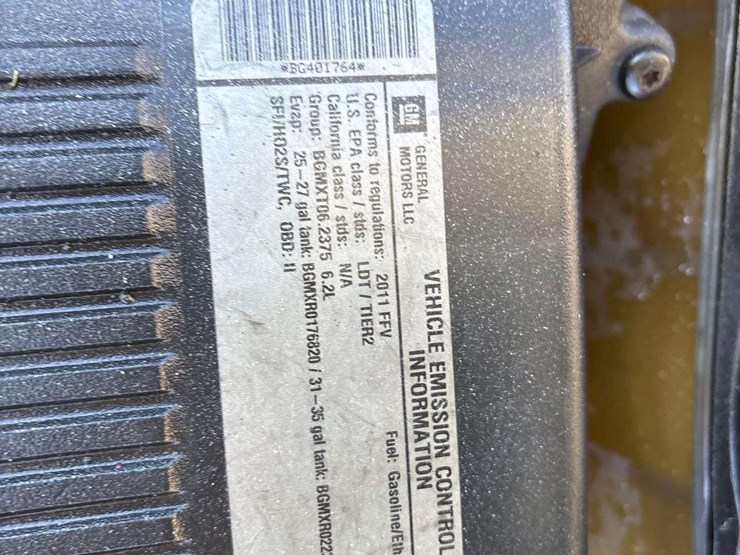 *BG401764*
GM
GENERAL
MOTORS LLC
VEHICLE EMISSION CONTROL
INFORMATION
Conforms to regulations: 2011 FFV
Fuel: Gasoline/Eth
U.S. EPA class / stds: LDT / TIER2
California class / stds: N/A
Group: BGMXT06.2375 6.2L
Evap: 25-27 gal tank: BGMXR0176820 / 31-35 gal tank: BGMXR022
SFI/HO2S/TWC, OBD: II